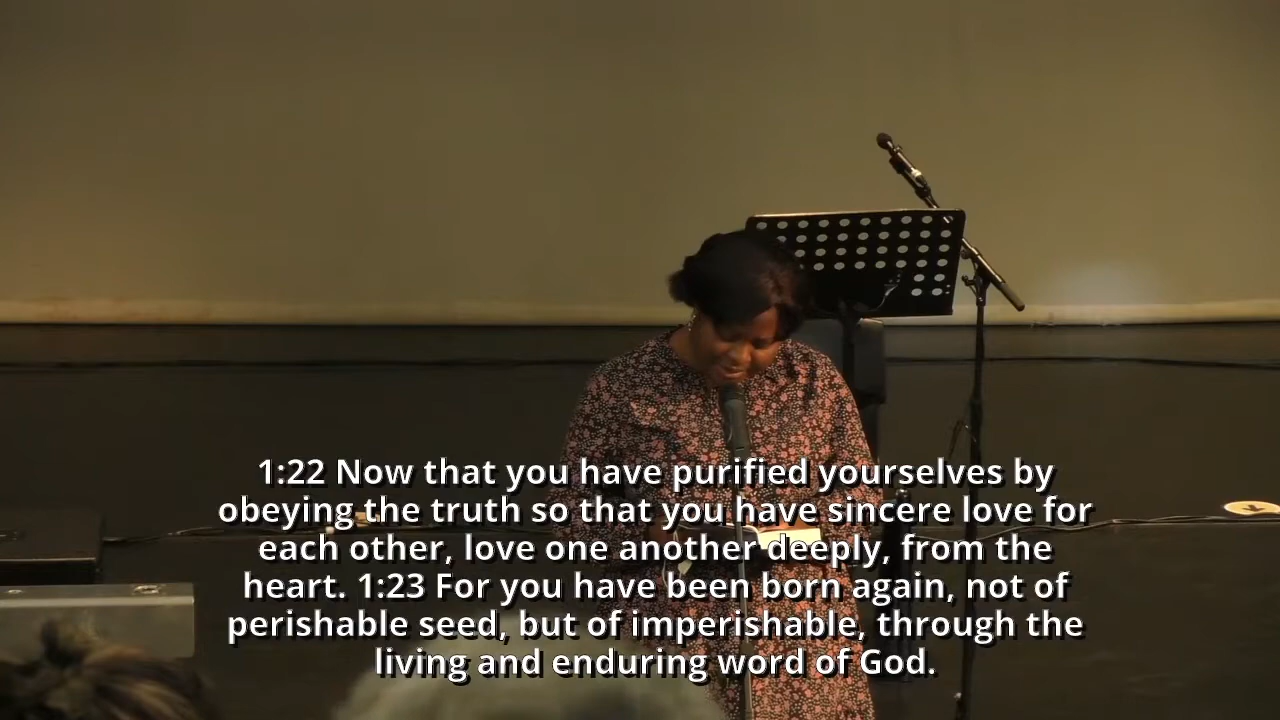 1:22 Now that you have purified yourselves by
obeying the truth so that you have sincere love for
each other, love one another deeply, from the
heart. 1:23 For you have been born again, not of
perishable seed, but of imperishable, through the
living and enduring word of God.